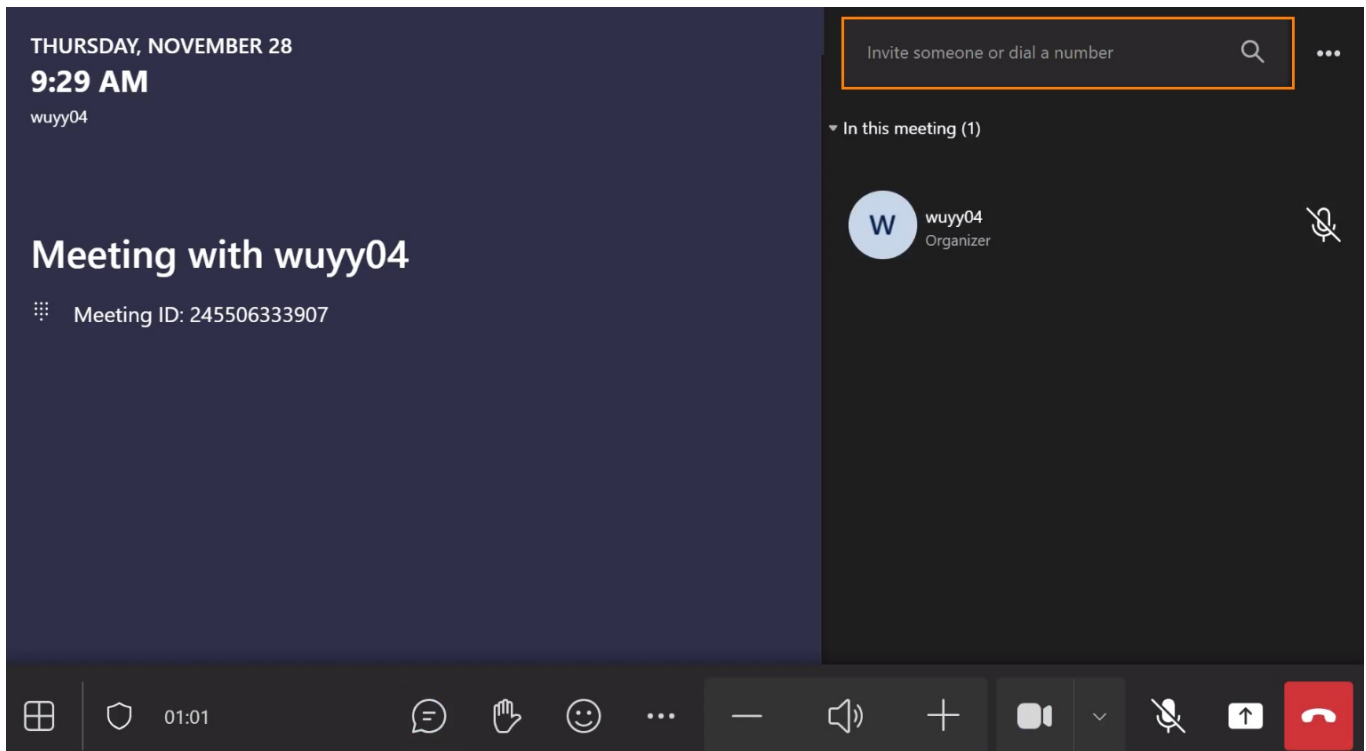 THURSDAY, NOVEMBER 28
9:29 AM
wuyy04
Meeting with wuyy04
Meeting ID: 245506333907
Invite someone or dial a number
In this meeting (1)
W
wuyy04
Organizer
01:01